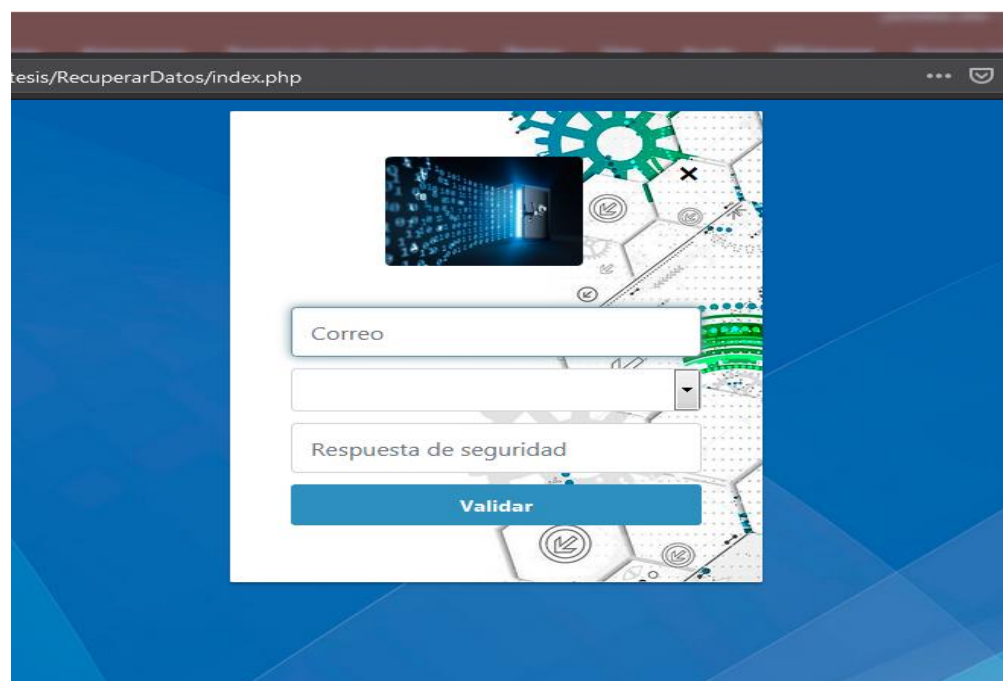 tesis/RecuperarDatos/index.php
Correo
Respuesta de seguridad
Validar